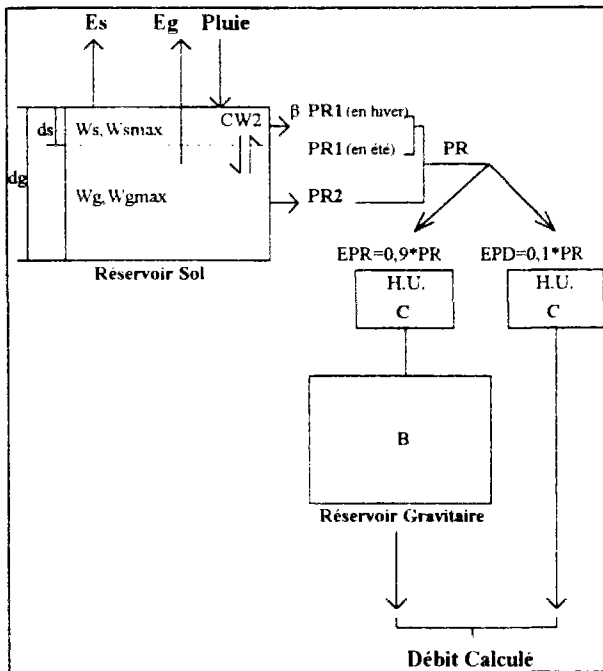 Es Eg Pluie
CW2
β PR1 (en hiver)
ds
Ws, Wsmax
PR1 (en été)
PR
dg
Wg, Wgmax
PR2
Réservoir Sol
EPR=0,9*PR
EPD=0,1*PR
H.U.
C
H.U.
C
B
Réservoir Gravitaire
Débit Calculé